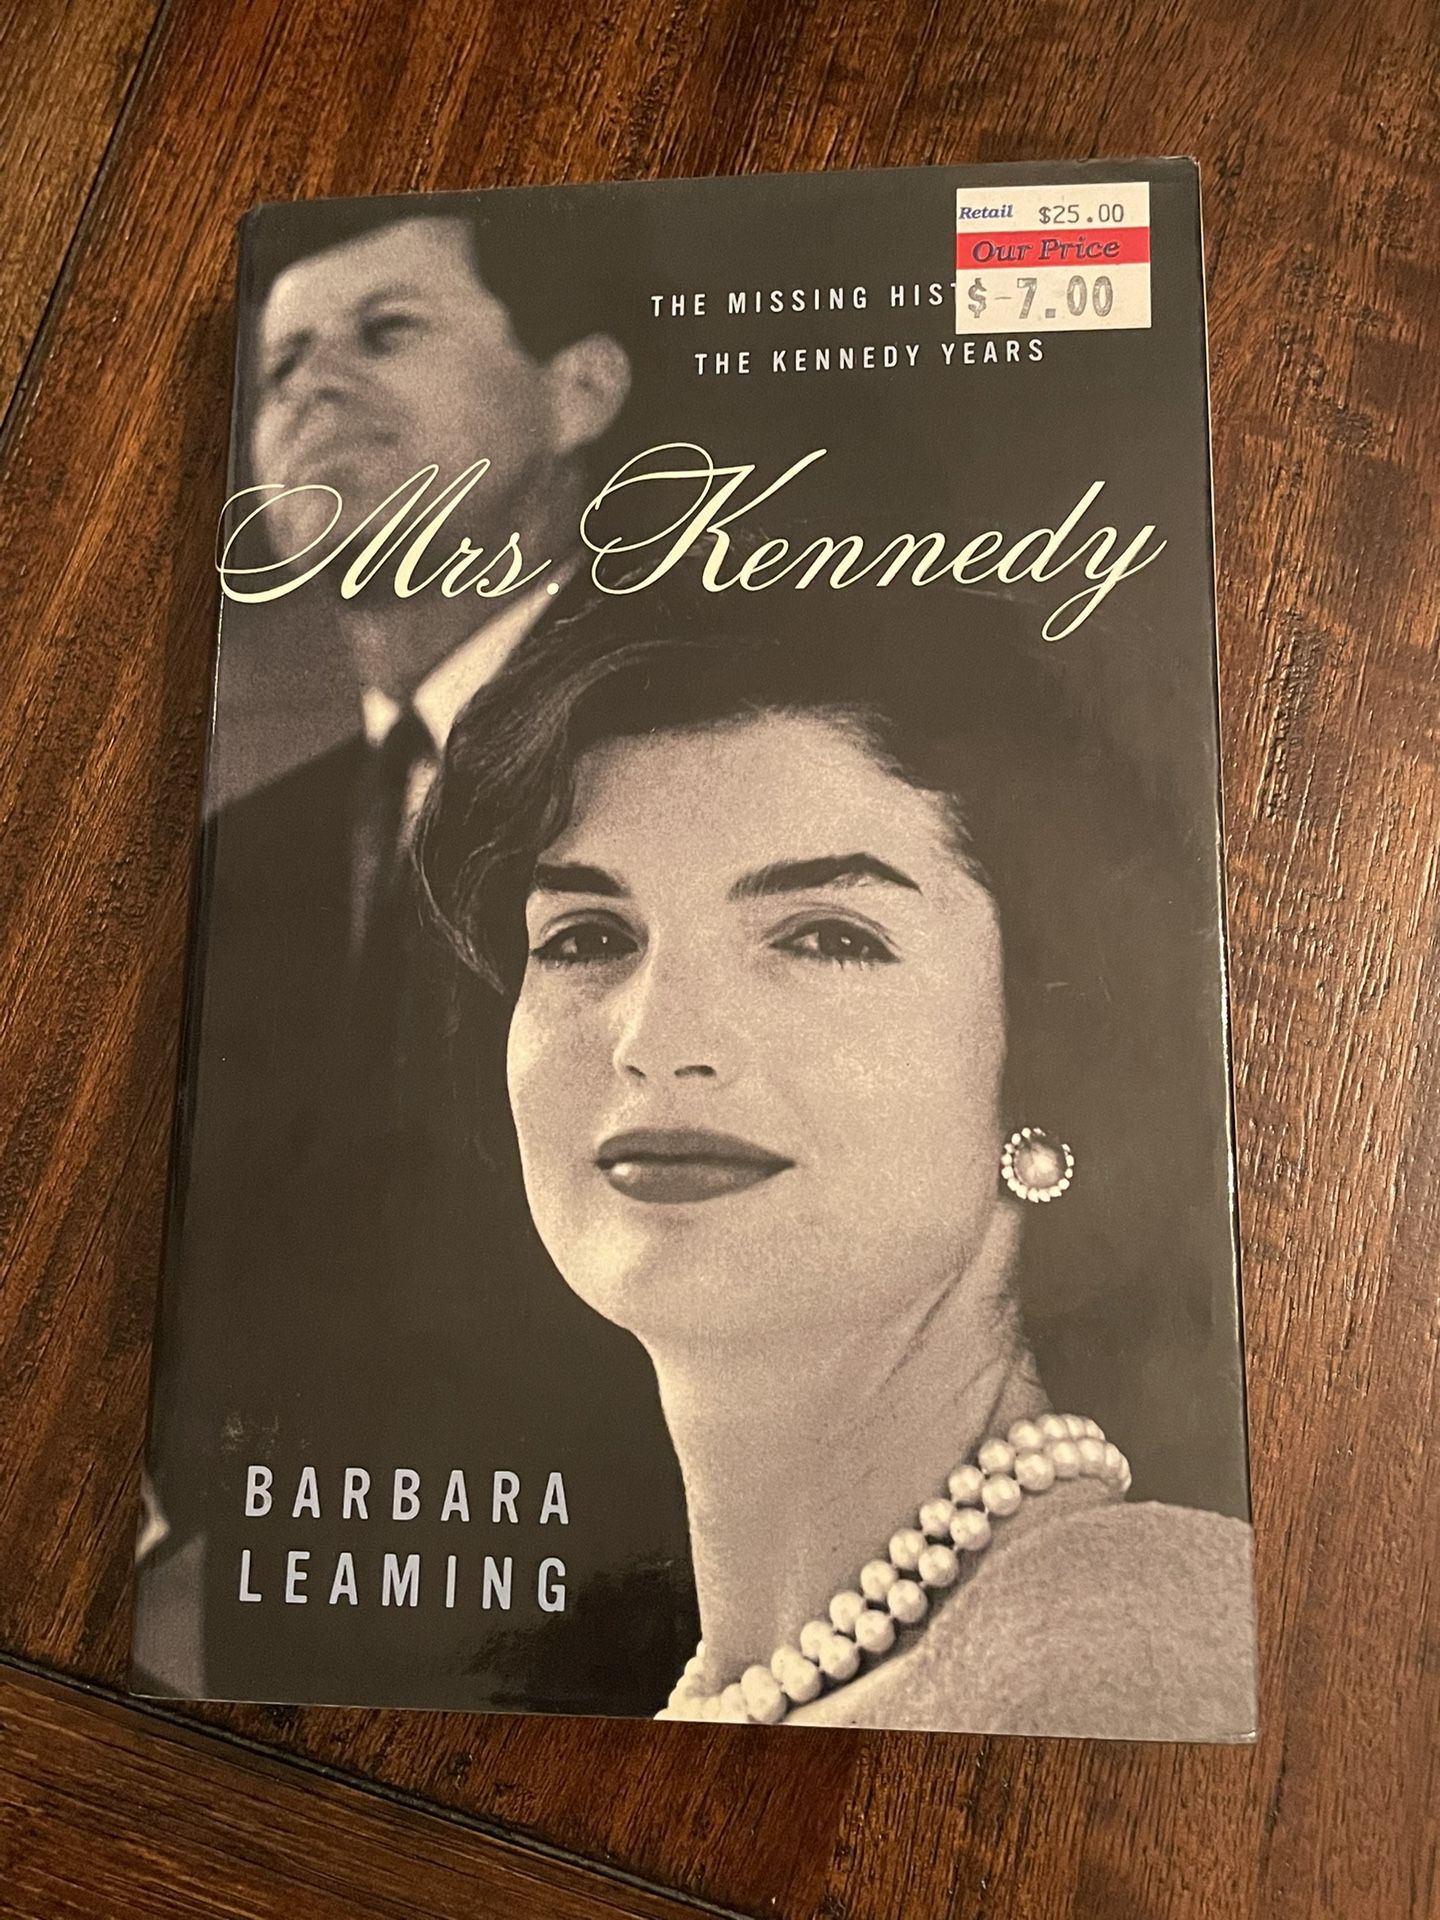 Retail $25.00
Our Price
$-7.00
THE MISSING HIST
THE KENNEDY YEARS
Mrs. Kennedy
BARBARA
LEAMING